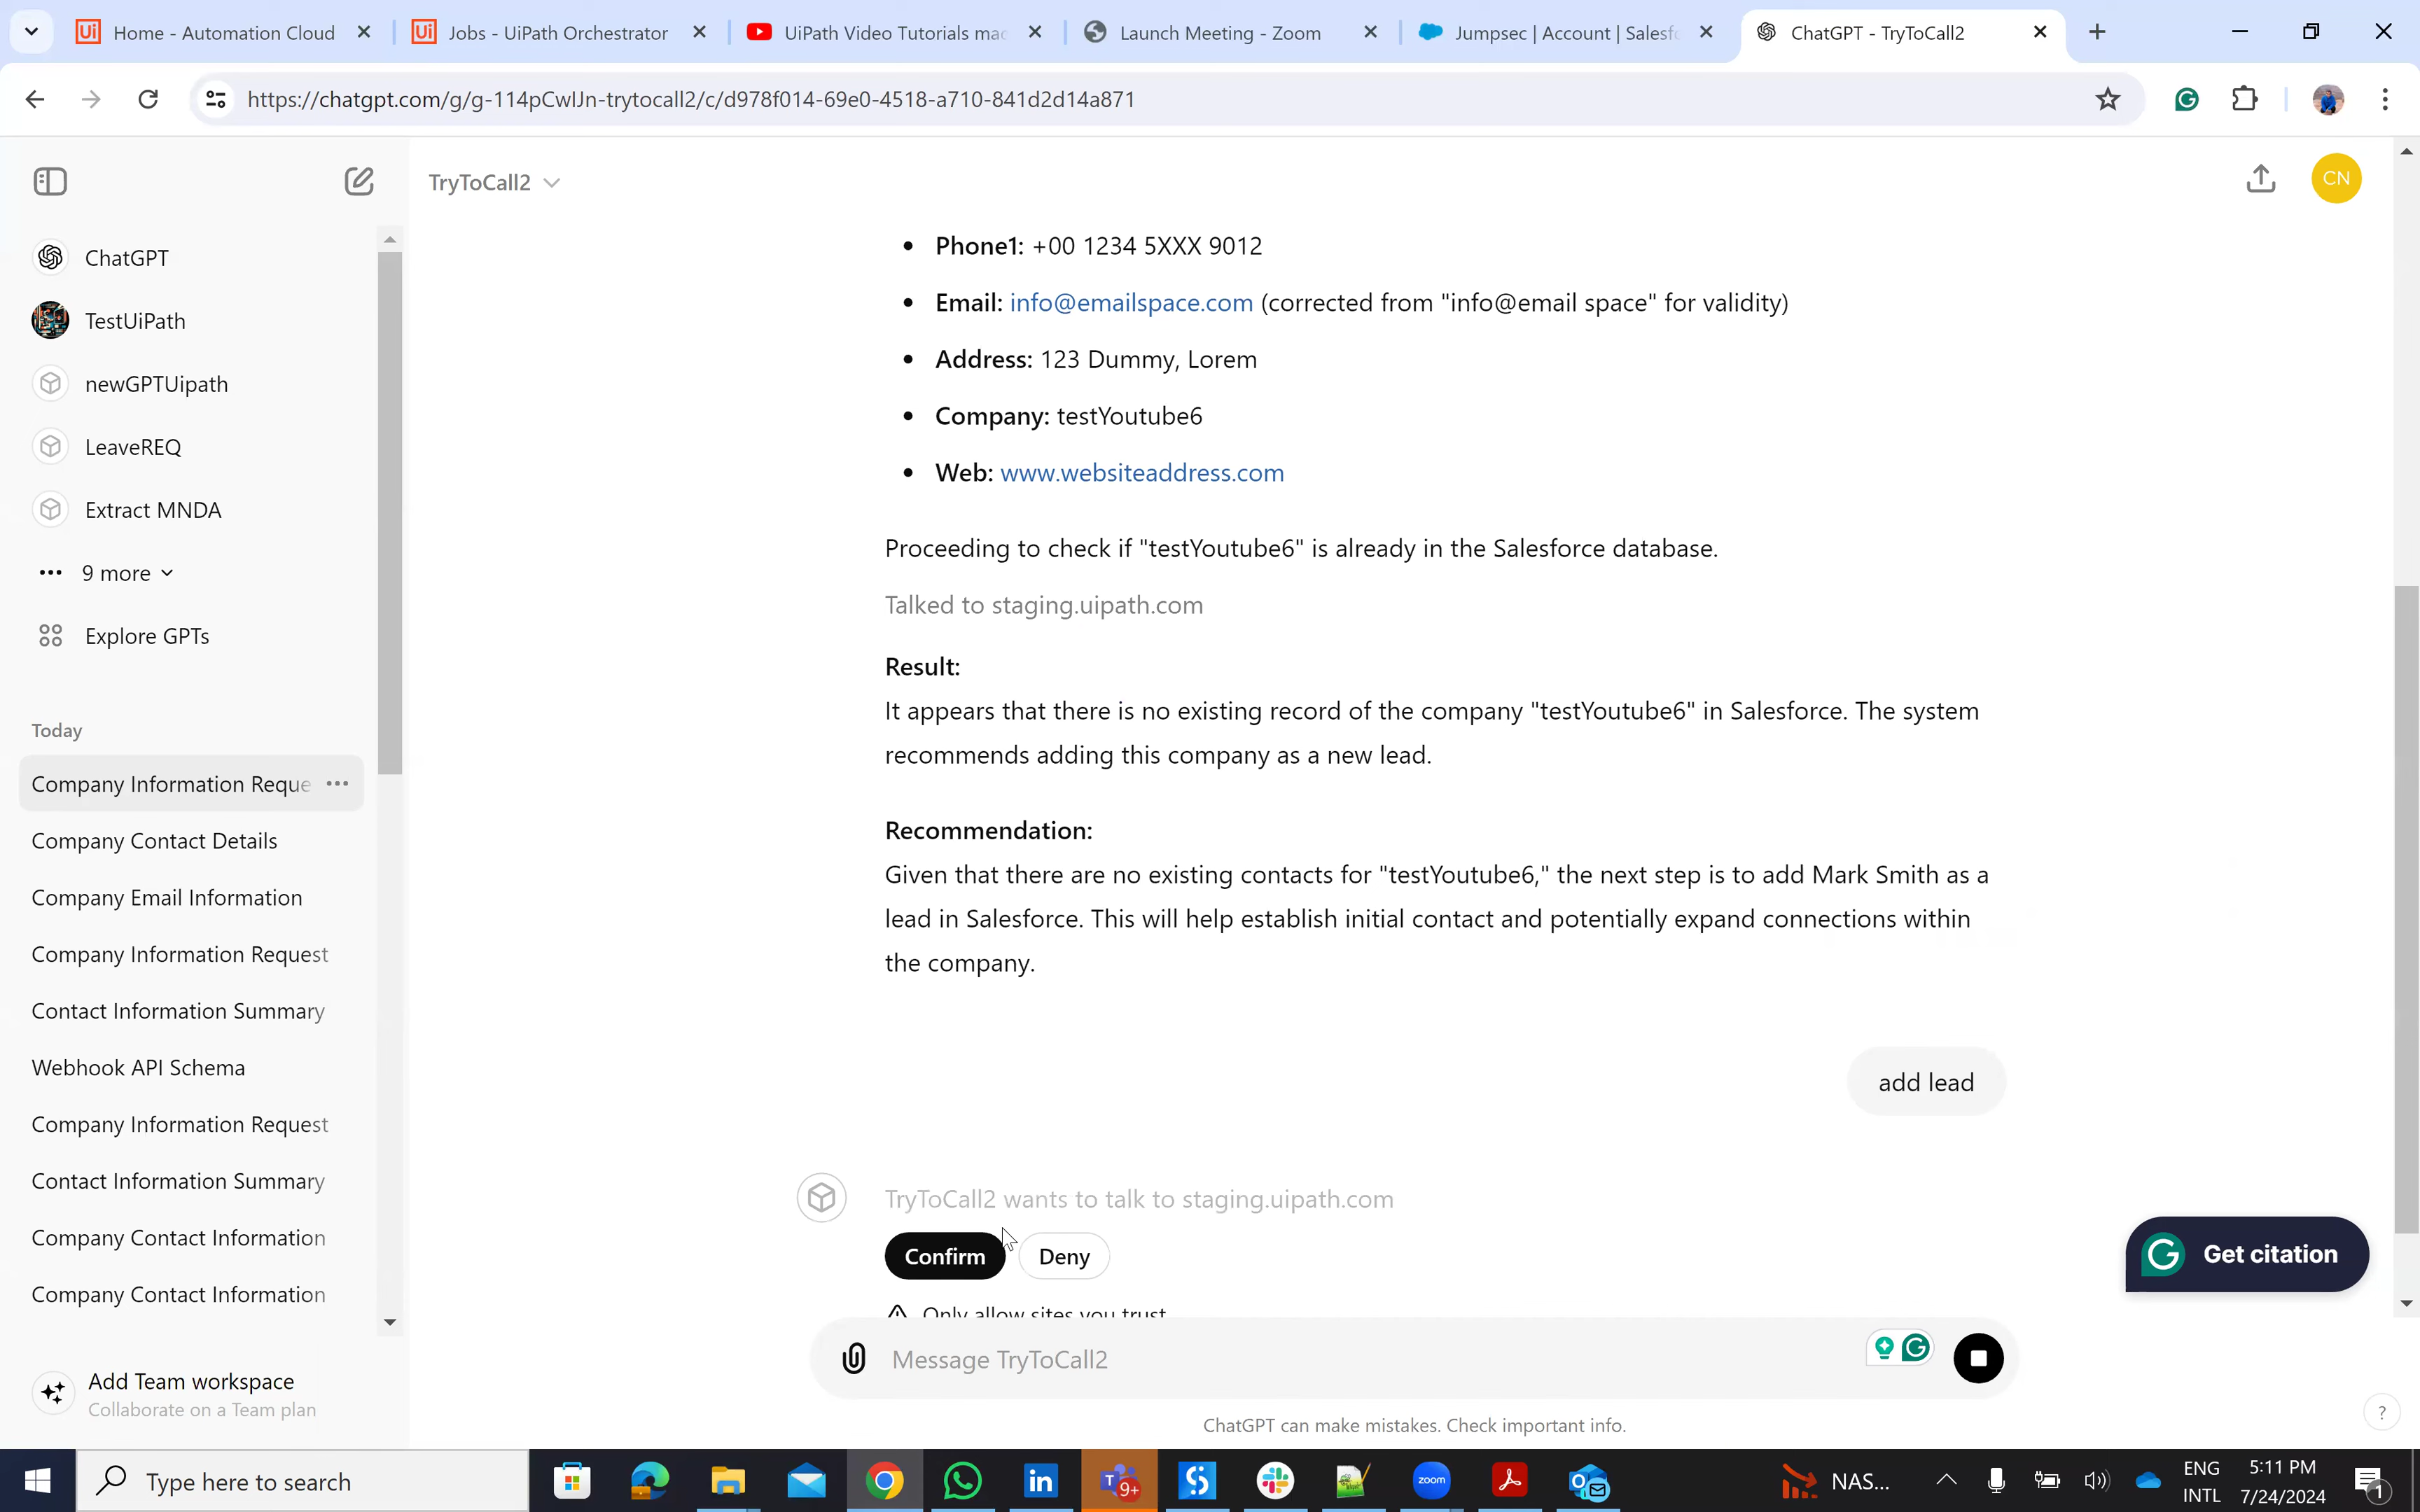 Home - Automation Cloud
Jobs - UiPath Orchestrator
UiPath Video Tutorials mac
Launch Meeting - Zoom
Jumpsec | Account | Salesfo
ChatGPT - TryToCall2
https://chatgpt.com/g/g-114pCwlJn-trytocall2/c/d978f014-69e0-4518-a710-841d2d14a871
TryToCall2
CN
ChatGPT
TestUiPath
newGPTUipath
LeaveREQ
Extract MNDA
9 more
Explore GPTs
Today
Company Information Reque
Company Contact Details
Company Email Information
Company Information Request
Contact Information Summary
Webhook API Schema
Company Information Request
Contact Information Summary
Company Contact Information
Company Contact Information
Add Team workspace
Collaborate on a Team plan
• Phone1: +00 1234 5XXX 9012
• Email: info@emailspace.com (corrected from "info@email space" for validity)
• Address: 123 Dummy, Lorem
• Company: testYoutube6
• Web: www.websiteaddress.com
Proceeding to check if "testYoutube6" is already in the Salesforce database.
Talked to staging.uipath.com
Result:
It appears that there is no existing record of the company "testYoutube6" in Salesforce. The system
recommends adding this company as a new lead.
Recommendation:
Given that there are no existing contacts for "testYoutube6," the next step is to add Mark Smith as a
lead in Salesforce. This will help establish initial contact and potentially expand connections within
the company.
add lead
TryToCall2 wants to talk to staging.uipath.com
Confirm
Deny
Only allow sites you trust
Get citation
Message TryToCall2
ChatGPT can make mistakes. Check important info.
?
Type here to search
9+
zoom
NAS...
ENG
INTL
5:11 PM
7/24/2024
1